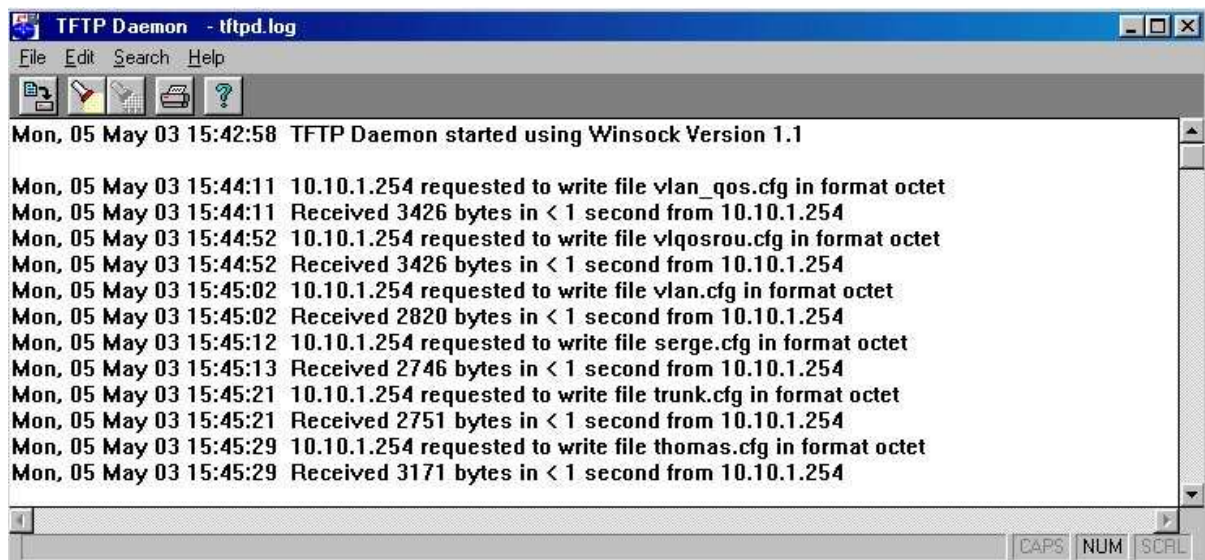 TFTP Daemon - tftpd.log
File Edit Search Help
Mon, 05 May 03 15:42:58 TFTP Daemon started using Winsock Version 1.1
Mon, 05 May 03 15:44:11 10.10.1.254 requested to write file vlan_qos.cfg in format octet
Mon, 05 May 03 15:44:11 Received 3426 bytes in < 1 second from 10.10.1.254
Mon, 05 May 03 15:44:52 10.10.1.254 requested to write file vlqosrou.cfg in format octet
Mon, 05 May 03 15:44:52 Received 3426 bytes in < 1 second from 10.10.1.254
Mon, 05 May 03 15:45:02 10.10.1.254 requested to write file vlan.cfg in format octet
Mon, 05 May 03 15:45:02 Received 2820 bytes in < 1 second from 10.10.1.254
Mon, 05 May 03 15:45:12 10.10.1.254 requested to write file serge.cfg in format octet
Mon, 05 May 03 15:45:13 Received 2746 bytes in < 1 second from 10.10.1.254
Mon, 05 May 03 15:45:21 10.10.1.254 requested to write file trunk.cfg in format octet
Mon, 05 May 03 15:45:21 Received 2751 bytes in < 1 second from 10.10.1.254
Mon, 05 May 03 15:45:29 10.10.1.254 requested to write file thomas.cfg in format octet
Mon, 05 May 03 15:45:29 Received 3171 bytes in < 1 second from 10.10.1.254
CAPS NUM SCRL